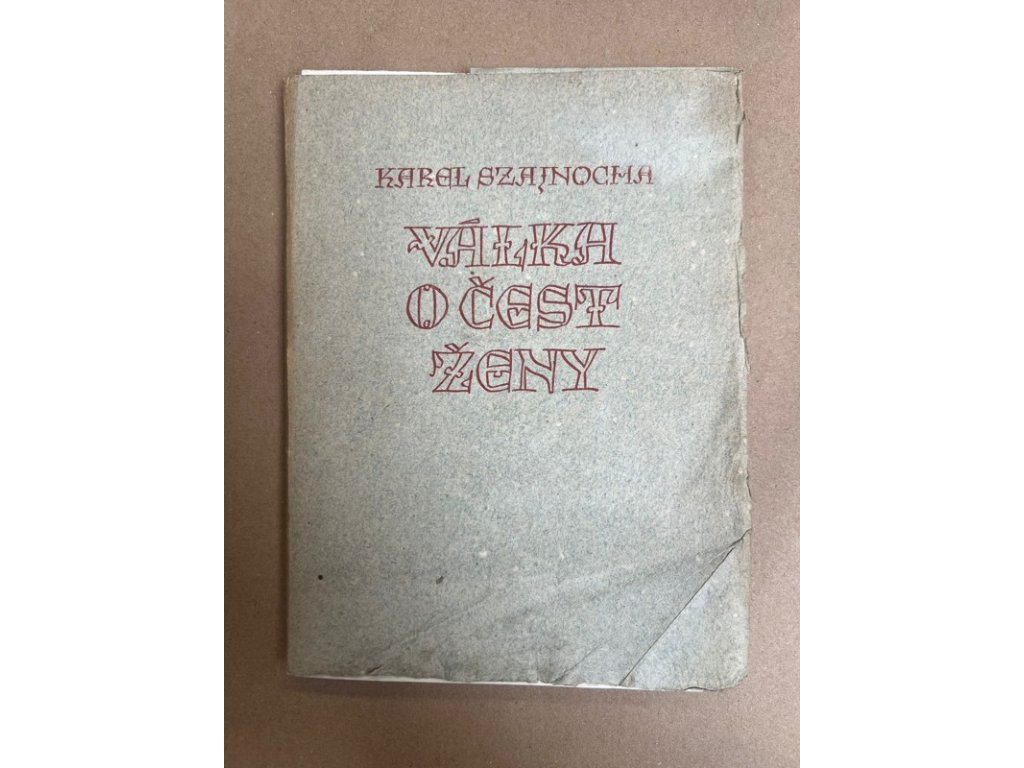 KAREL SZAJNOCHA
VÁLKA
O ČEST
ŽENY